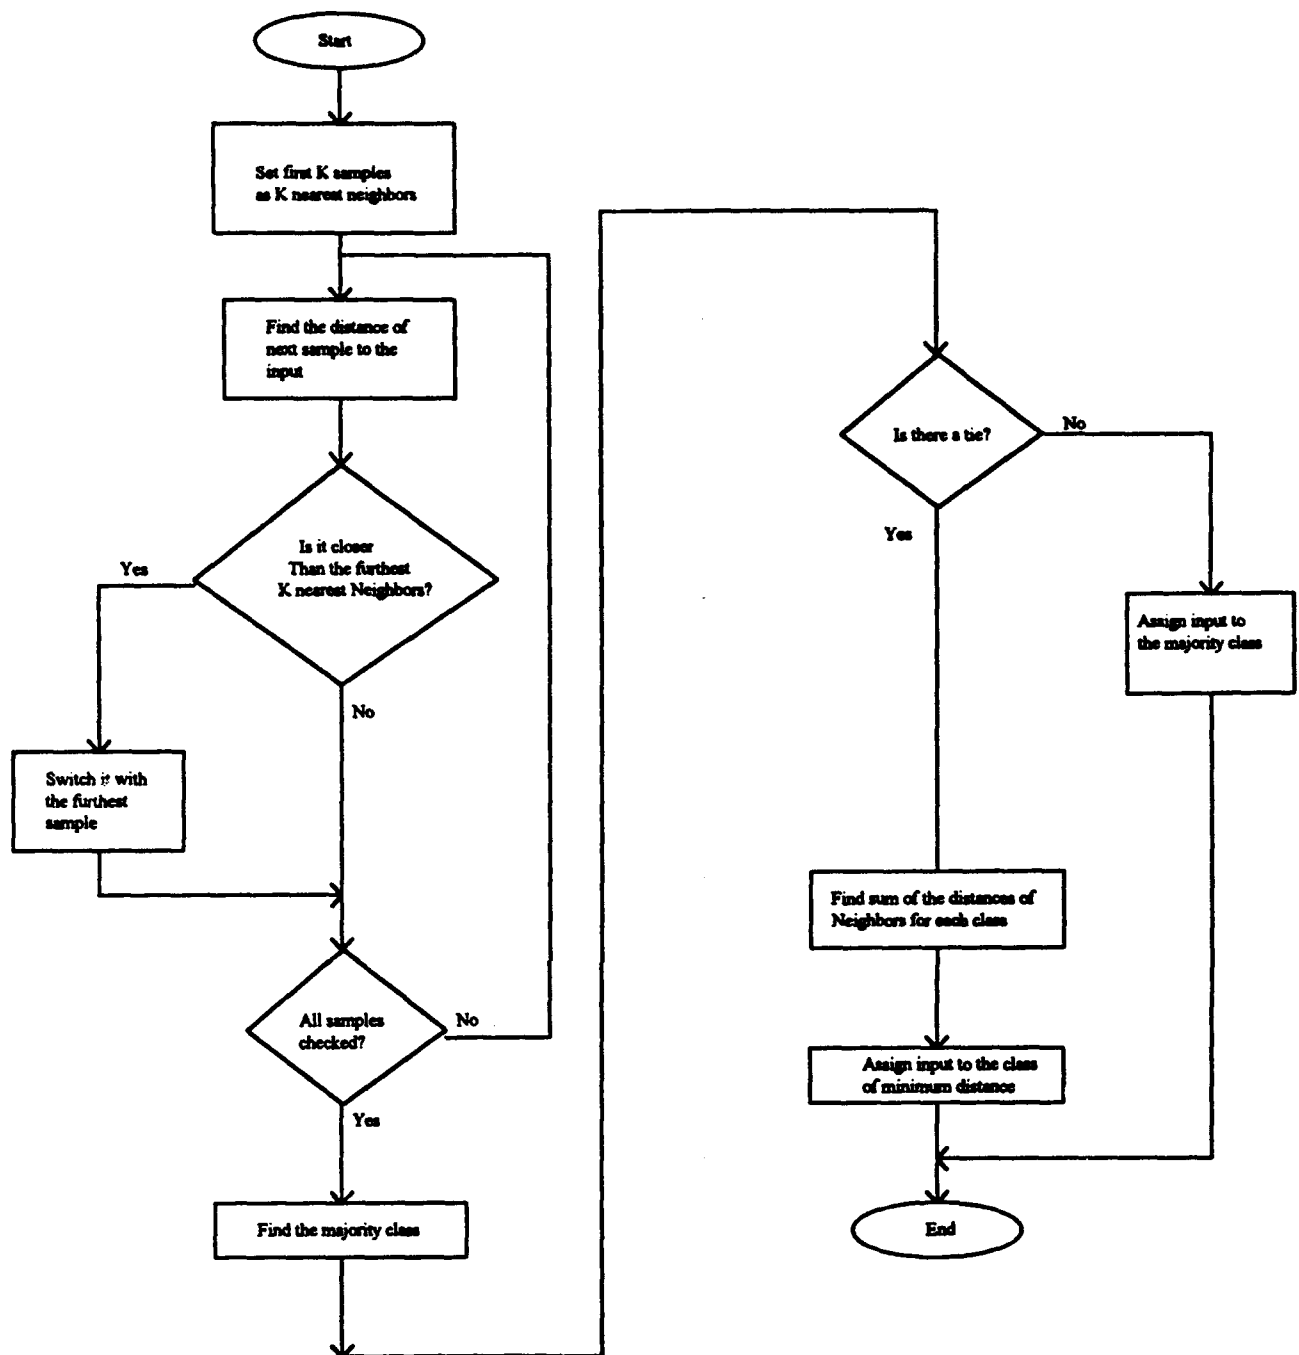 Start
Set first K samples
as K nearest neighbors
Find the distance of
next sample to the
input
Is it closer
Than the furthest
K nearest Neighbors?
Yes
No
Switch it with
the furthest
sample
All samples
checked?
No
Yes
Find the majority class
Is there a tie?
No
Yes
Assign input to
the majority class
Find sum of the distances of
Neighbors for each class
Assign input to the class
of minimum distance
End